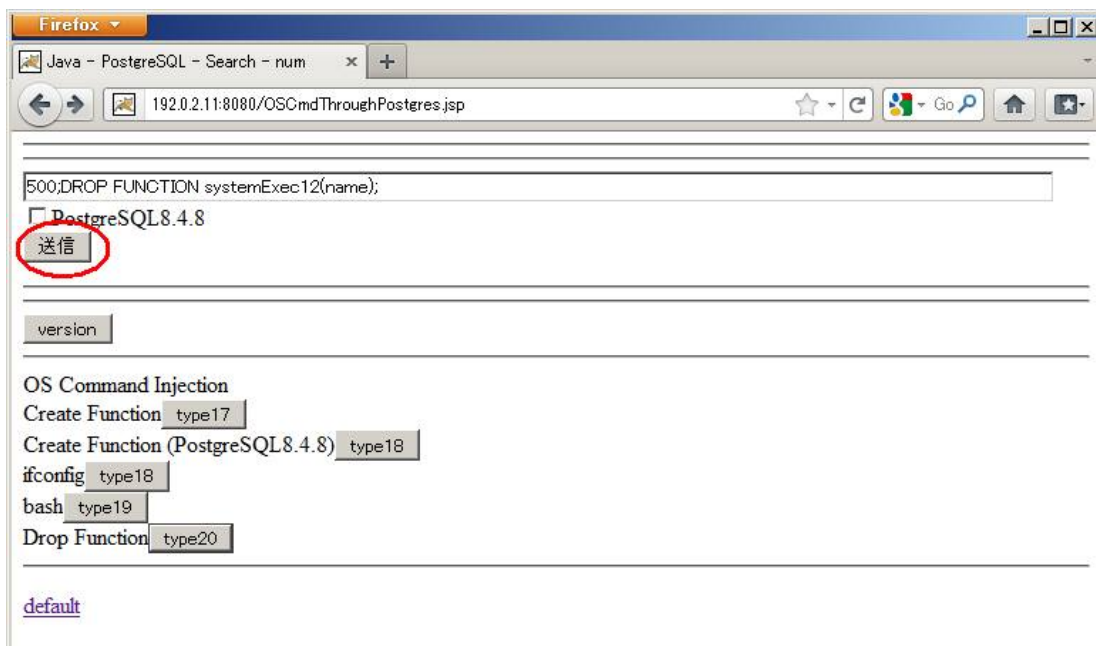 Firefox
Java - PostgreSQL - Search - num
192.0.2.11:8080/OSCmdThroughPostgres.jsp
Go
500;DROP FUNCTION systemExec12(name);
PostgreSQL8.4.8
送信
version
OS Command Injection
Create Function type17
Create Function (PostgreSQL8.4.8) type18
ifconfig type18
bash type19
Drop Function type20
default